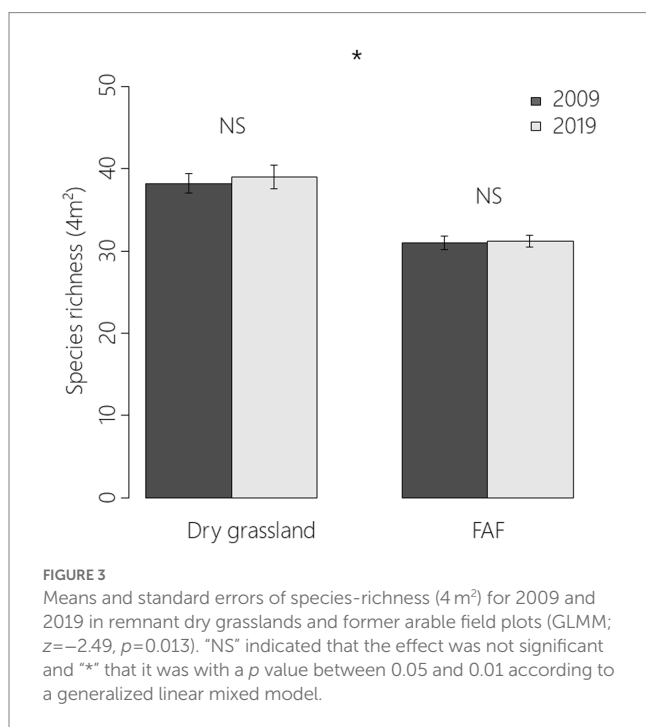 *
50
40
30
20
10
0
Species richness (4m²)
NS
NS
2009
2019
Dry grassland
FAF
FIGURE 3
Means and standard errors of species-richness (4 m²) for 2009 and
2019 in remnant dry grasslands and former arable field plots (GLMM;
z=−2.49, p=0.013). “NS” indicated that the effect was not significant
and “*” that it was with a p value between 0.05 and 0.01 according to
a generalized linear mixed model.